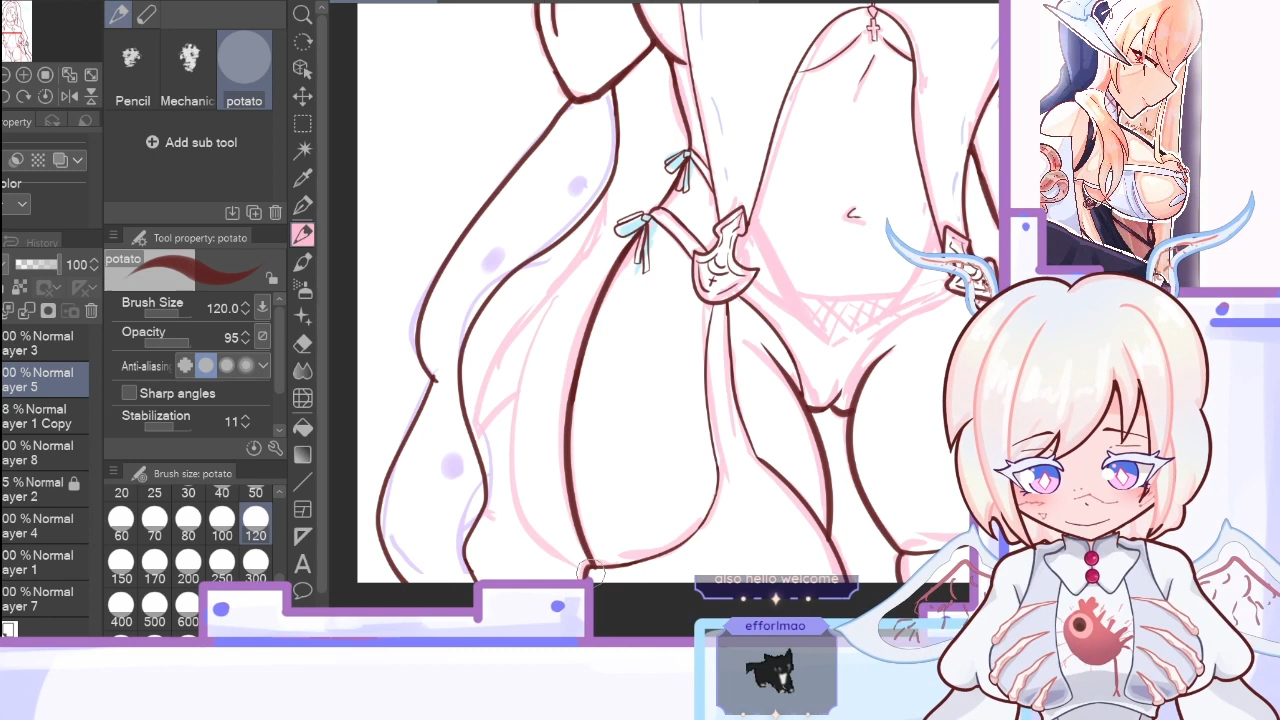 Pencil
Mechanic
potato
Add sub tool
roperty
olor
History
100
Tool property: potato
potato
Brush Size
120.0
Opacity
95
Anti-aliasing
Sharp angles
Stabilization
11
00 % Normal
ayer 3
00 % Normal
ayer 5
8 % Normal
ayer 1 Copy
00 % Normal
ayer 8
5 % Normal
ayer 2
00 % Normal
ayer 4
00 % Normal
ayer 1
00 % Normal
ayer 7
Brush size: potato
20 25 30 40 50
60 70 80 100 120
150 170 200 250 300
400 500 600
also hello welcome
efforlmao